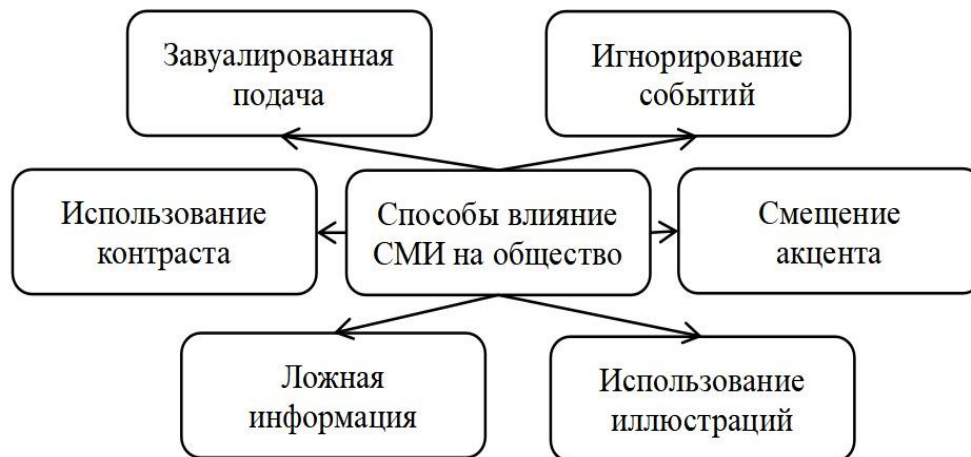 Завуалированная
подача
Игнорирование
событий
Использование
контраста
Способы влияние
СМИ на общество
Смещение
акцента
Ложная
информация
Использование
иллюстраций